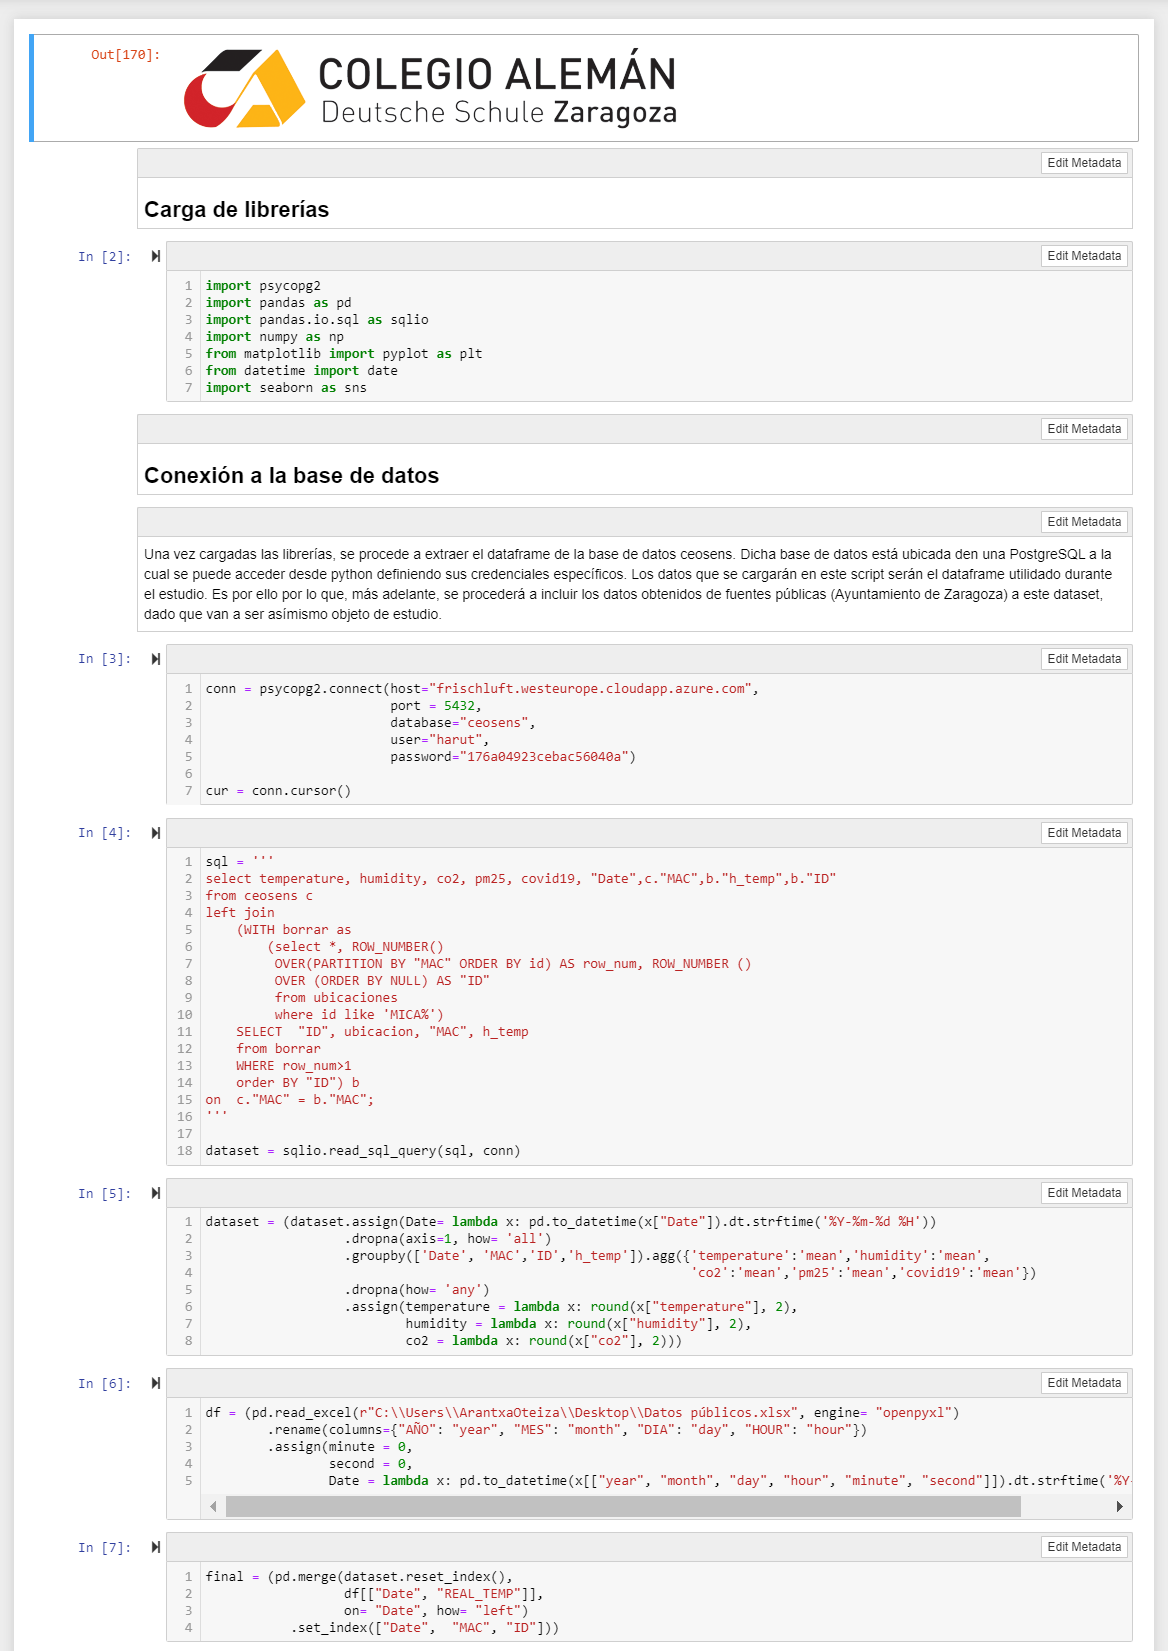 Out[170]:
COLEGIO ALEMÁN
Deutsche Schule Zaragoza
Edit Metadata
Carga de librerías
In [2]:
Edit Metadata
1 import psycopg2
2 import pandas as pd
3 import pandas.io.sql as sqlio
4 import numpy as np
5 from matplotlib import pyplot as plt
6 from datetime import date
7 import seaborn as sns
Edit Metadata
Conexión a la base de datos
Edit Metadata
Una vez cargadas las librerías, se procede a extraer el dataframe de la base de datos ceosens. Dicha base de datos está ubicada den una PostgreSQL a la
cual se puede acceder desde python definiendo sus credenciales específicos. Los datos que se cargarán en este script serán el dataframe utilidado durante
el estudio. Es por ello por lo que, más adelante, se procederá a incluir los datos obtenidos de fuentes públicas (Ayuntamiento de Zaragoza) a este dataset,
dado que van a ser asímismo objeto de estudio.
In [3]:
Edit Metadata
1 conn = psycopg2.connect(host="frischluft.westeurope.cloudapp.azure.com",
2                         port = 5432,
3                         database="ceosens",
4                         user="harut",
5                         password="176a04923cebac56040a")
6
7 cur = conn.cursor()
In [4]:
Edit Metadata
1 sql = '''
2 select temperature, humidity, co2, pm25, covid19, "Date",c."MAC",b."h_temp",b."ID"
3 from ceosens c
4 left join
5     (WITH borrar as
6         (select *, ROW_NUMBER()
7          OVER(PARTITION BY "MAC" ORDER BY id) AS row_num, ROW_NUMBER ()
8          OVER (ORDER BY NULL) AS "ID"
9          from ubicaciones
10          where id like 'MICA%')
11     SELECT  "ID", ubicacion, "MAC", h_temp
12     from borrar
13     WHERE row_num>1
14     order BY "ID") b
15 on  c."MAC" = b."MAC";
16 '''
17
18 dataset = sqlio.read_sql_query(sql, conn)
In [5]:
Edit Metadata
1 dataset = (dataset.assign(Date= lambda x: pd.to_datetime(x["Date"]).dt.strftime('%Y-%m-%d %H'))
2                   .dropna(axis=1, how= 'all')
3                   .groupby(['Date', 'MAC','ID','h_temp']).agg({'temperature':'mean','humidity':'mean',
4                                                                'co2':'mean','pm25':'mean','covid19':'mean'})
5                   .dropna(how= 'any')
6                   .assign(temperature = lambda x: round(x["temperature"], 2),
7                           humidity = lambda x: round(x["humidity"], 2),
8                           co2 = lambda x: round(x["co2"], 2)))
In [6]:
Edit Metadata
1 df = (pd.read_excel(r"C:\\Users\\ArantxaOteiza\\Desktop\\Datos públicos.xlsx", engine= "openpyxl")
2         .rename(columns={"AÑO": "year", "MES": "month", "DIA": "day", "HOUR": "hour"})
3         .assign(minute = 0,
4                 second = 0,
5                 Date = lambda x: pd.to_datetime(x[["year", "month", "day", "hour", "minute", "second"]]).dt.strftime('%Y-
In [7]:
Edit Metadata
1 final = (pd.merge(dataset.reset_index(),
2                   df[["Date", "REAL_TEMP"]],
3                   on= "Date", how= "left")
4            .set_index(["Date",  "MAC", "ID"]))